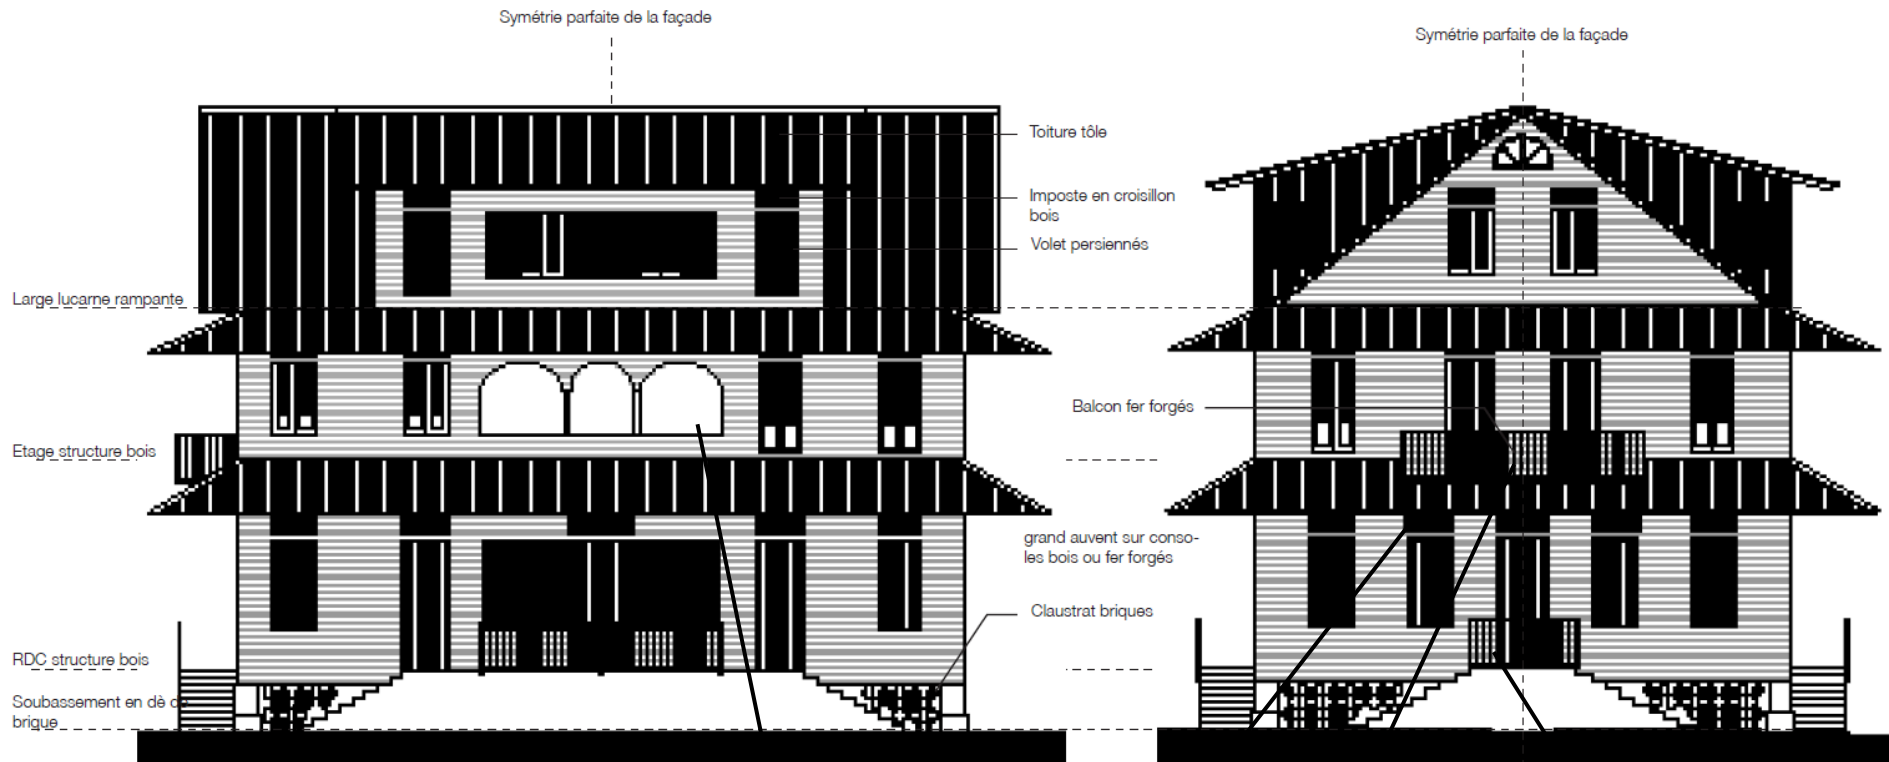 Symétrie parfaite de la façade
Symétrie parfaite de la façade
Toiture tôle
Imposte en croisillon
bois
Volet persiennés
Large lucarne rampante
Balcon fer forgés
Etage structure bois
grand auvent sur conso-
les bois ou fer forgés
Claustrat briques
RDC structure bois
Soubassement en dè de
brique